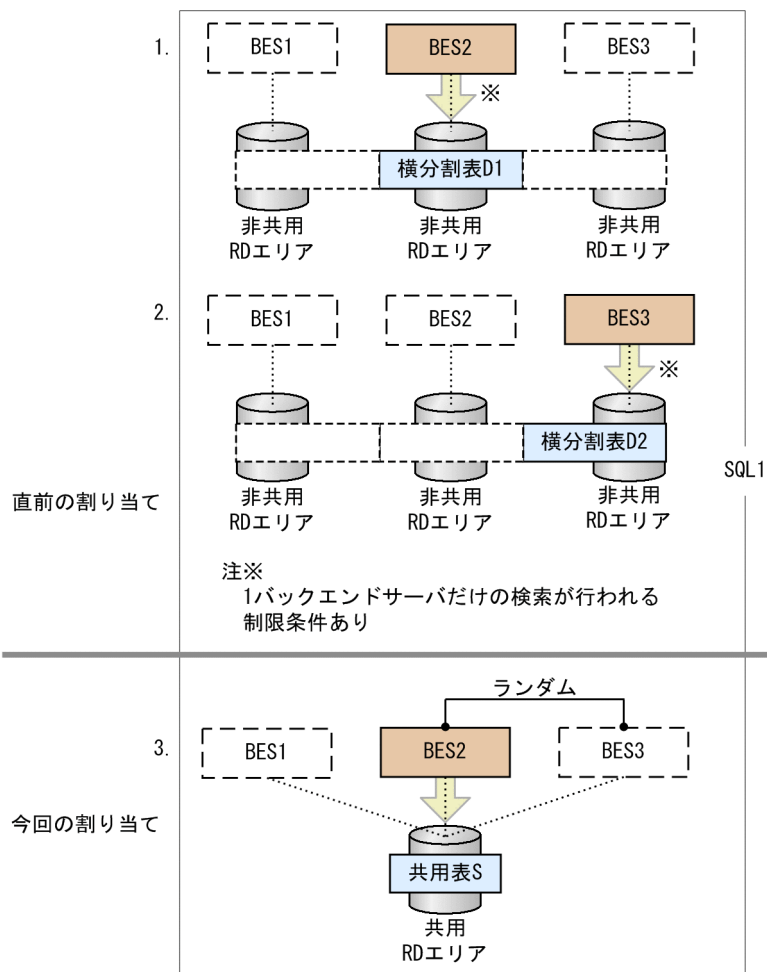 1.
BES1
BES2
BES3
※
横分割表D1
非共用
RDエリア
非共用
RDエリア
非共用
RDエリア
2.
BES1
BES2
BES3
※
横分割表D2
非共用
RDエリア
非共用
RDエリア
非共用
RDエリア
SQL1
直前の割り当て
注※
1バックエンドサーバだけの検索が行われる
制限条件あり
ランダム
3.
BES1
BES2
BES3
今回の割り当て
共用表S
共用
RDエリア